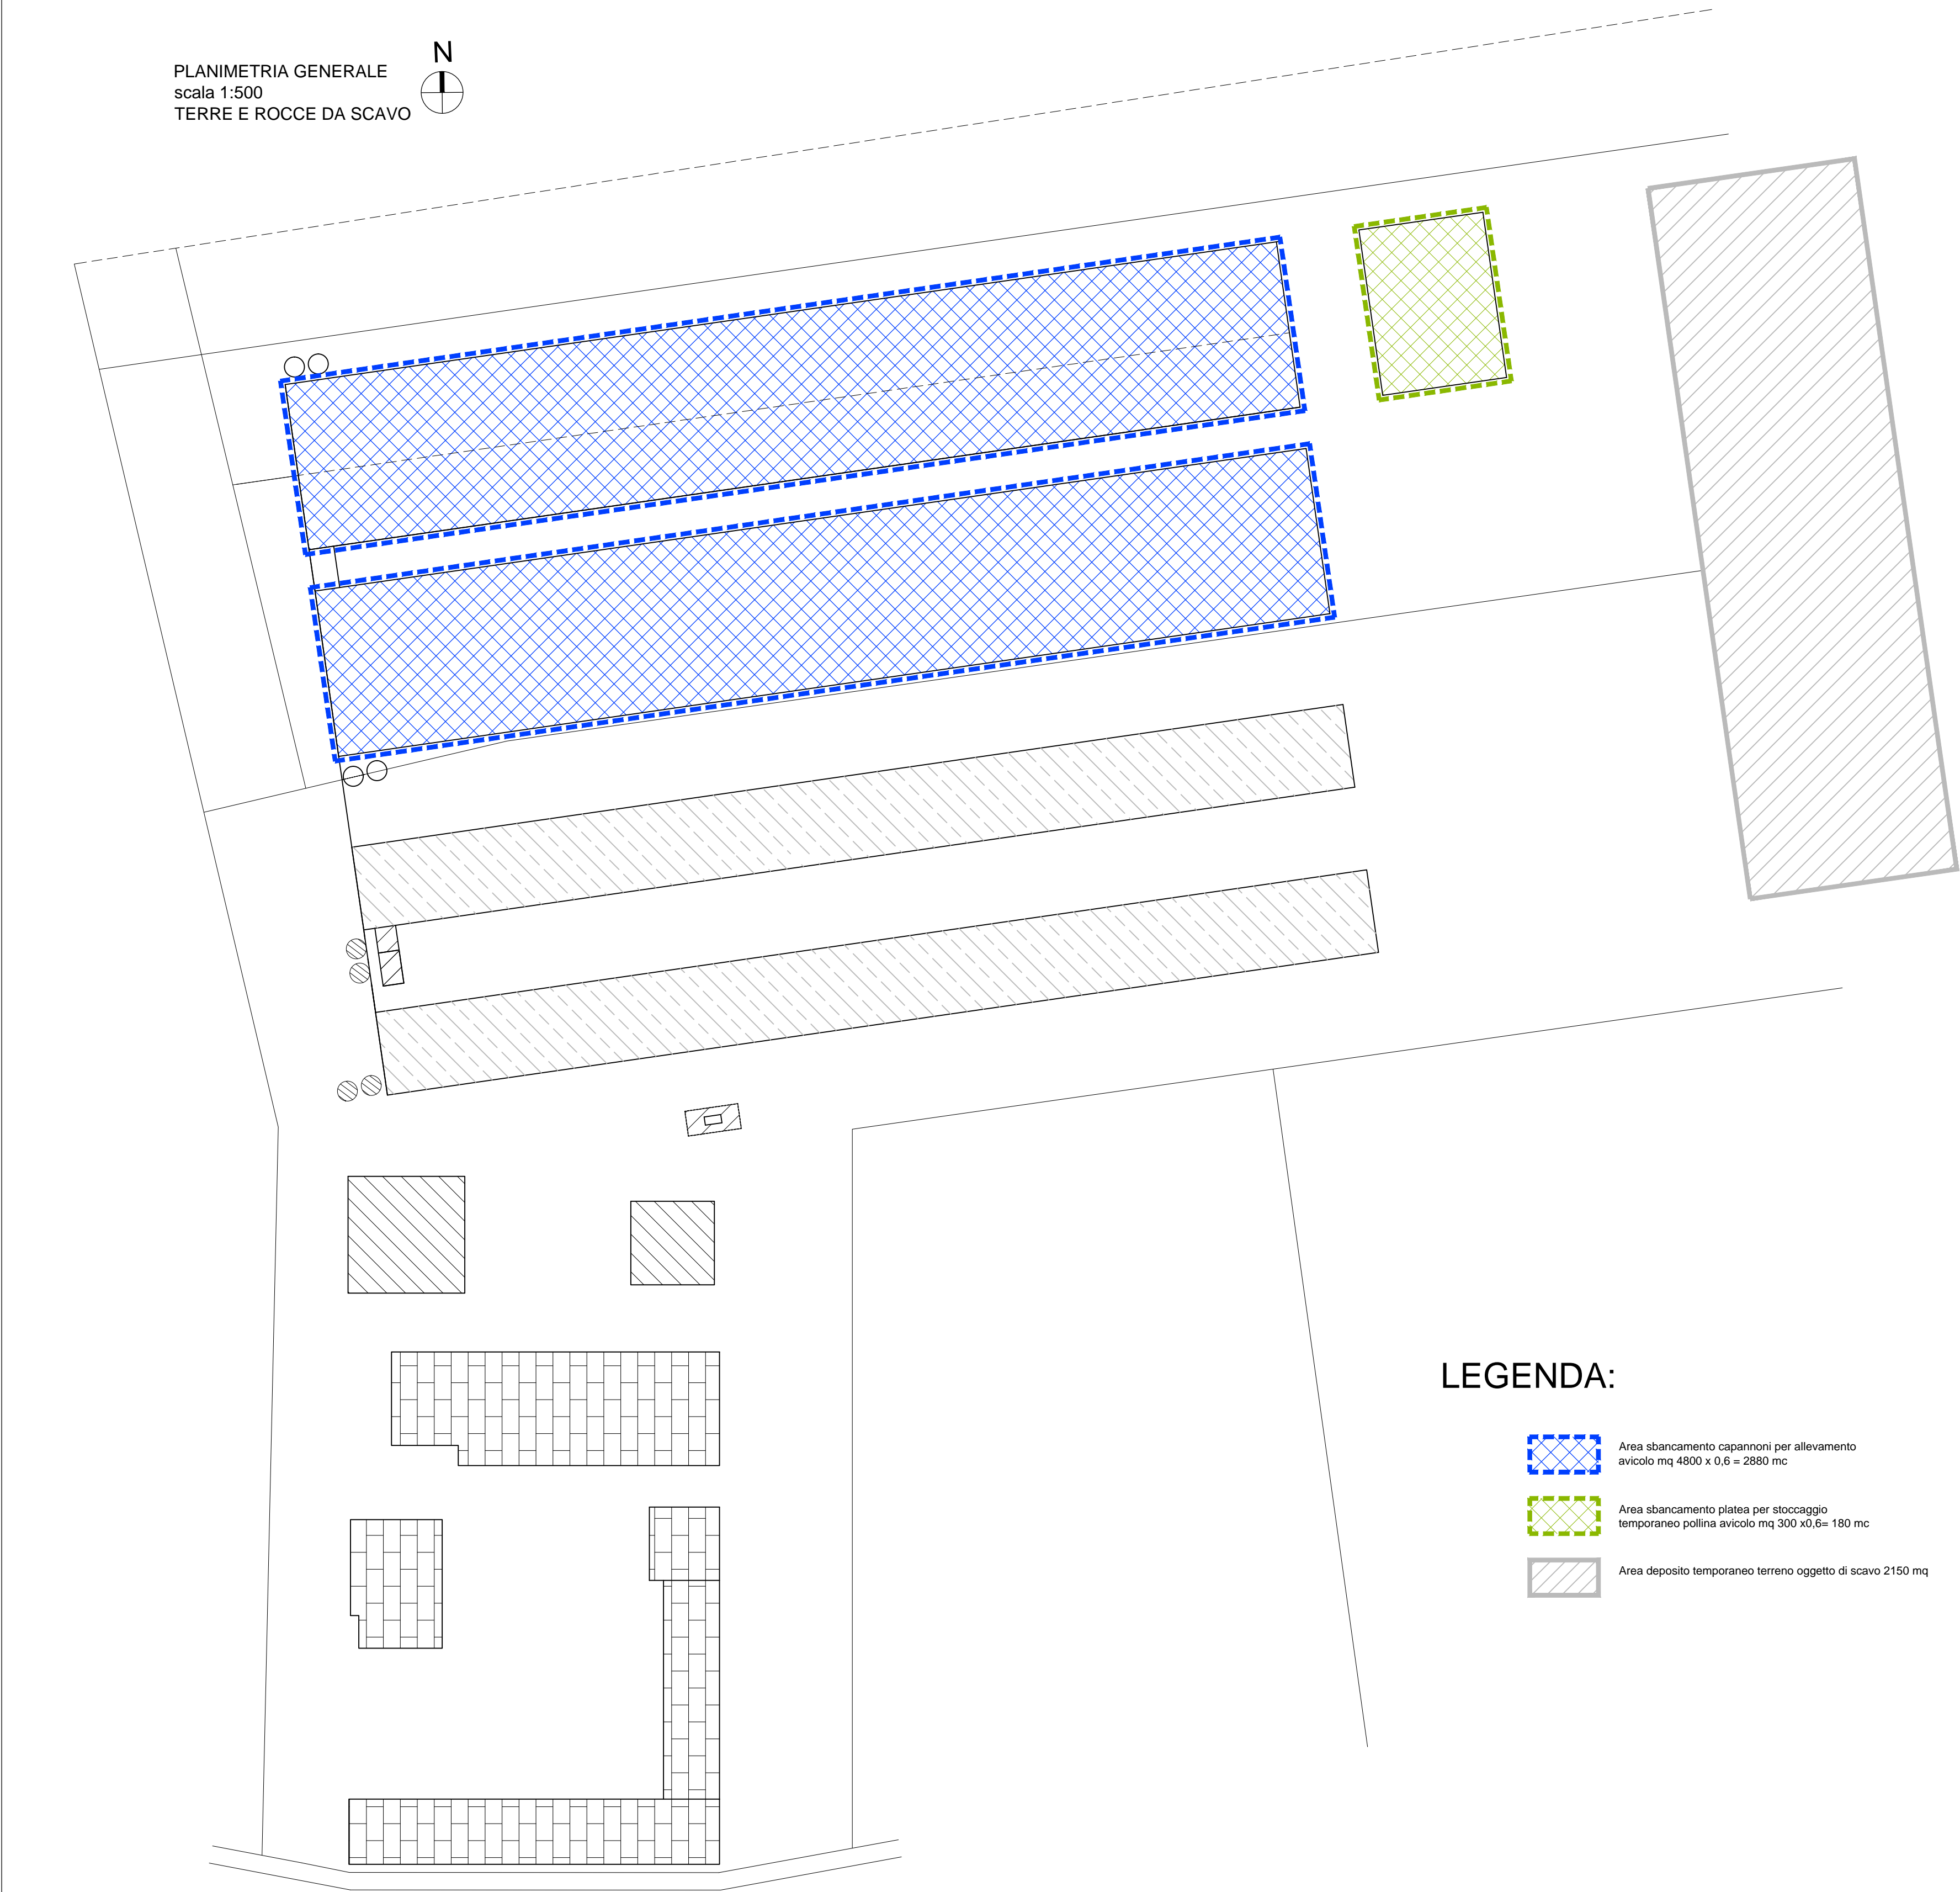 N
PLANIMETRIA GENERALE
scala 1:500
TERRE E ROCCE DA SCAVO
LEGENDA:
Area sbancamento capannoni per allevamento
avicolo mq 4800 x 0,6 = 2880 mc
Area sbancamento platea per stoccaggio
temporaneo pollina avicolo mq 300 x0,6= 180 mc
Area deposito temporaneo terreno oggetto di scavo 2150 mq